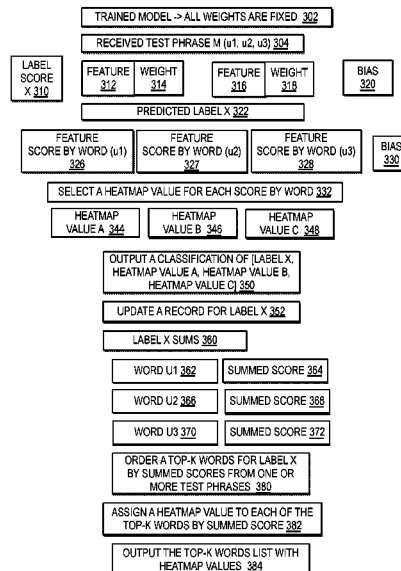 TRAINED MODEL -> ALL WEIGHTS ARE FIXED 302
RECEIVED TEST PHRASE M (u1, u2, u3) 304
LABEL
SCORE
X 310
FEATURE
312
WEIGHT
314
FEATURE
316
WEIGHT
318
BIAS
320
PREDICTED LABEL X 322
FEATURE
SCORE BY WORD (u1)
326
FEATURE
SCORE BY WORD (u2)
327
FEATURE
SCORE BY WORD (u3)
328
BIAS
330
SELECT A HEATMAP VALUE FOR EACH SCORE BY WORD 332
HEATMAP
VALUE A 344
HEATMAP
VALUE B 346
HEATMAP
VALUE C 348
OUTPUT A CLASSIFICATION OF [LABEL X,
HEATMAP VALUE A, HEATMAP VALUE B,
HEATMAP VALUE C] 350
UPDATE A RECORD FOR LABEL X 352
LABEL X SUMS 360
WORD U1 362
SUMMED SCORE 364
WORD U2 366
SUMMED SCORE 368
WORD U3 370
SUMMED SCORE 372
ORDER A TOP-K WORDS FOR LABEL X
BY SUMMED SCORES FROM ONE OR
MORE TEST PHRASES 380
ASSIGN A HEATMAP VALUE TO EACH OF THE
TOP-K WORDS BY SUMMED SCORE 382
OUTPUT THE TOP-K WORDS LIST WITH
HEATMAP VALUES 384